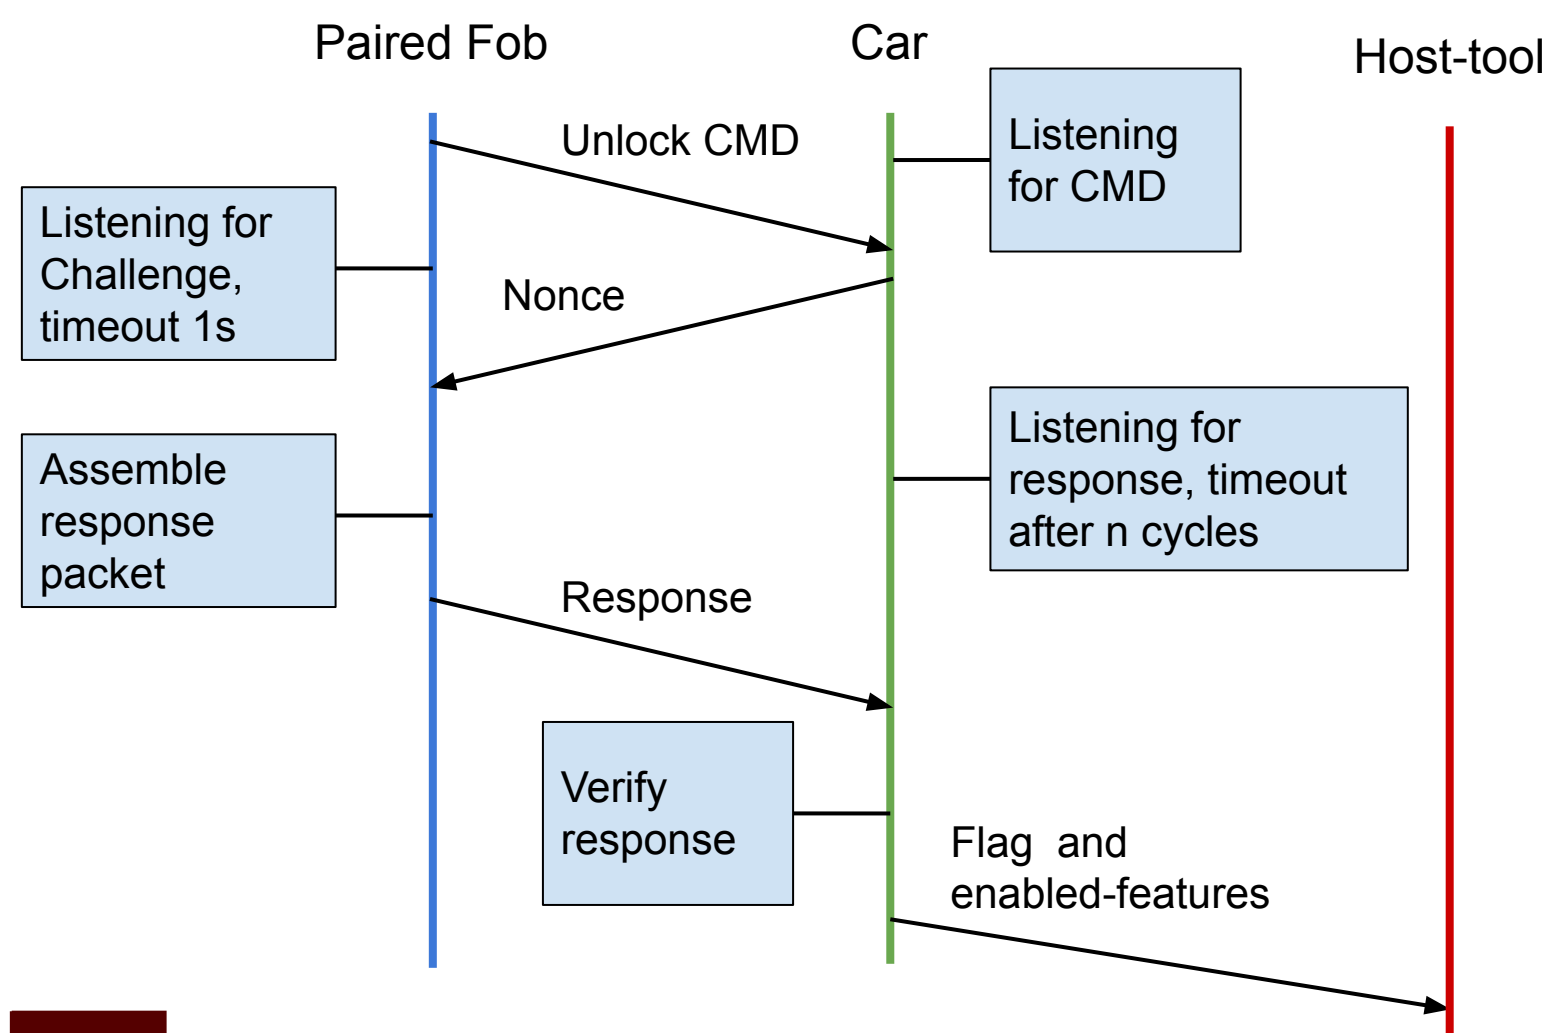 Paired Fob
Car
Host-tool
Unlock CMD
Listening
for CMD
Listening for
Challenge,
timeout 1s
Nonce
Listening for
response, timeout
after n cycles
Assemble
response
packet
Response
Verify
response
Flag and
enabled-features